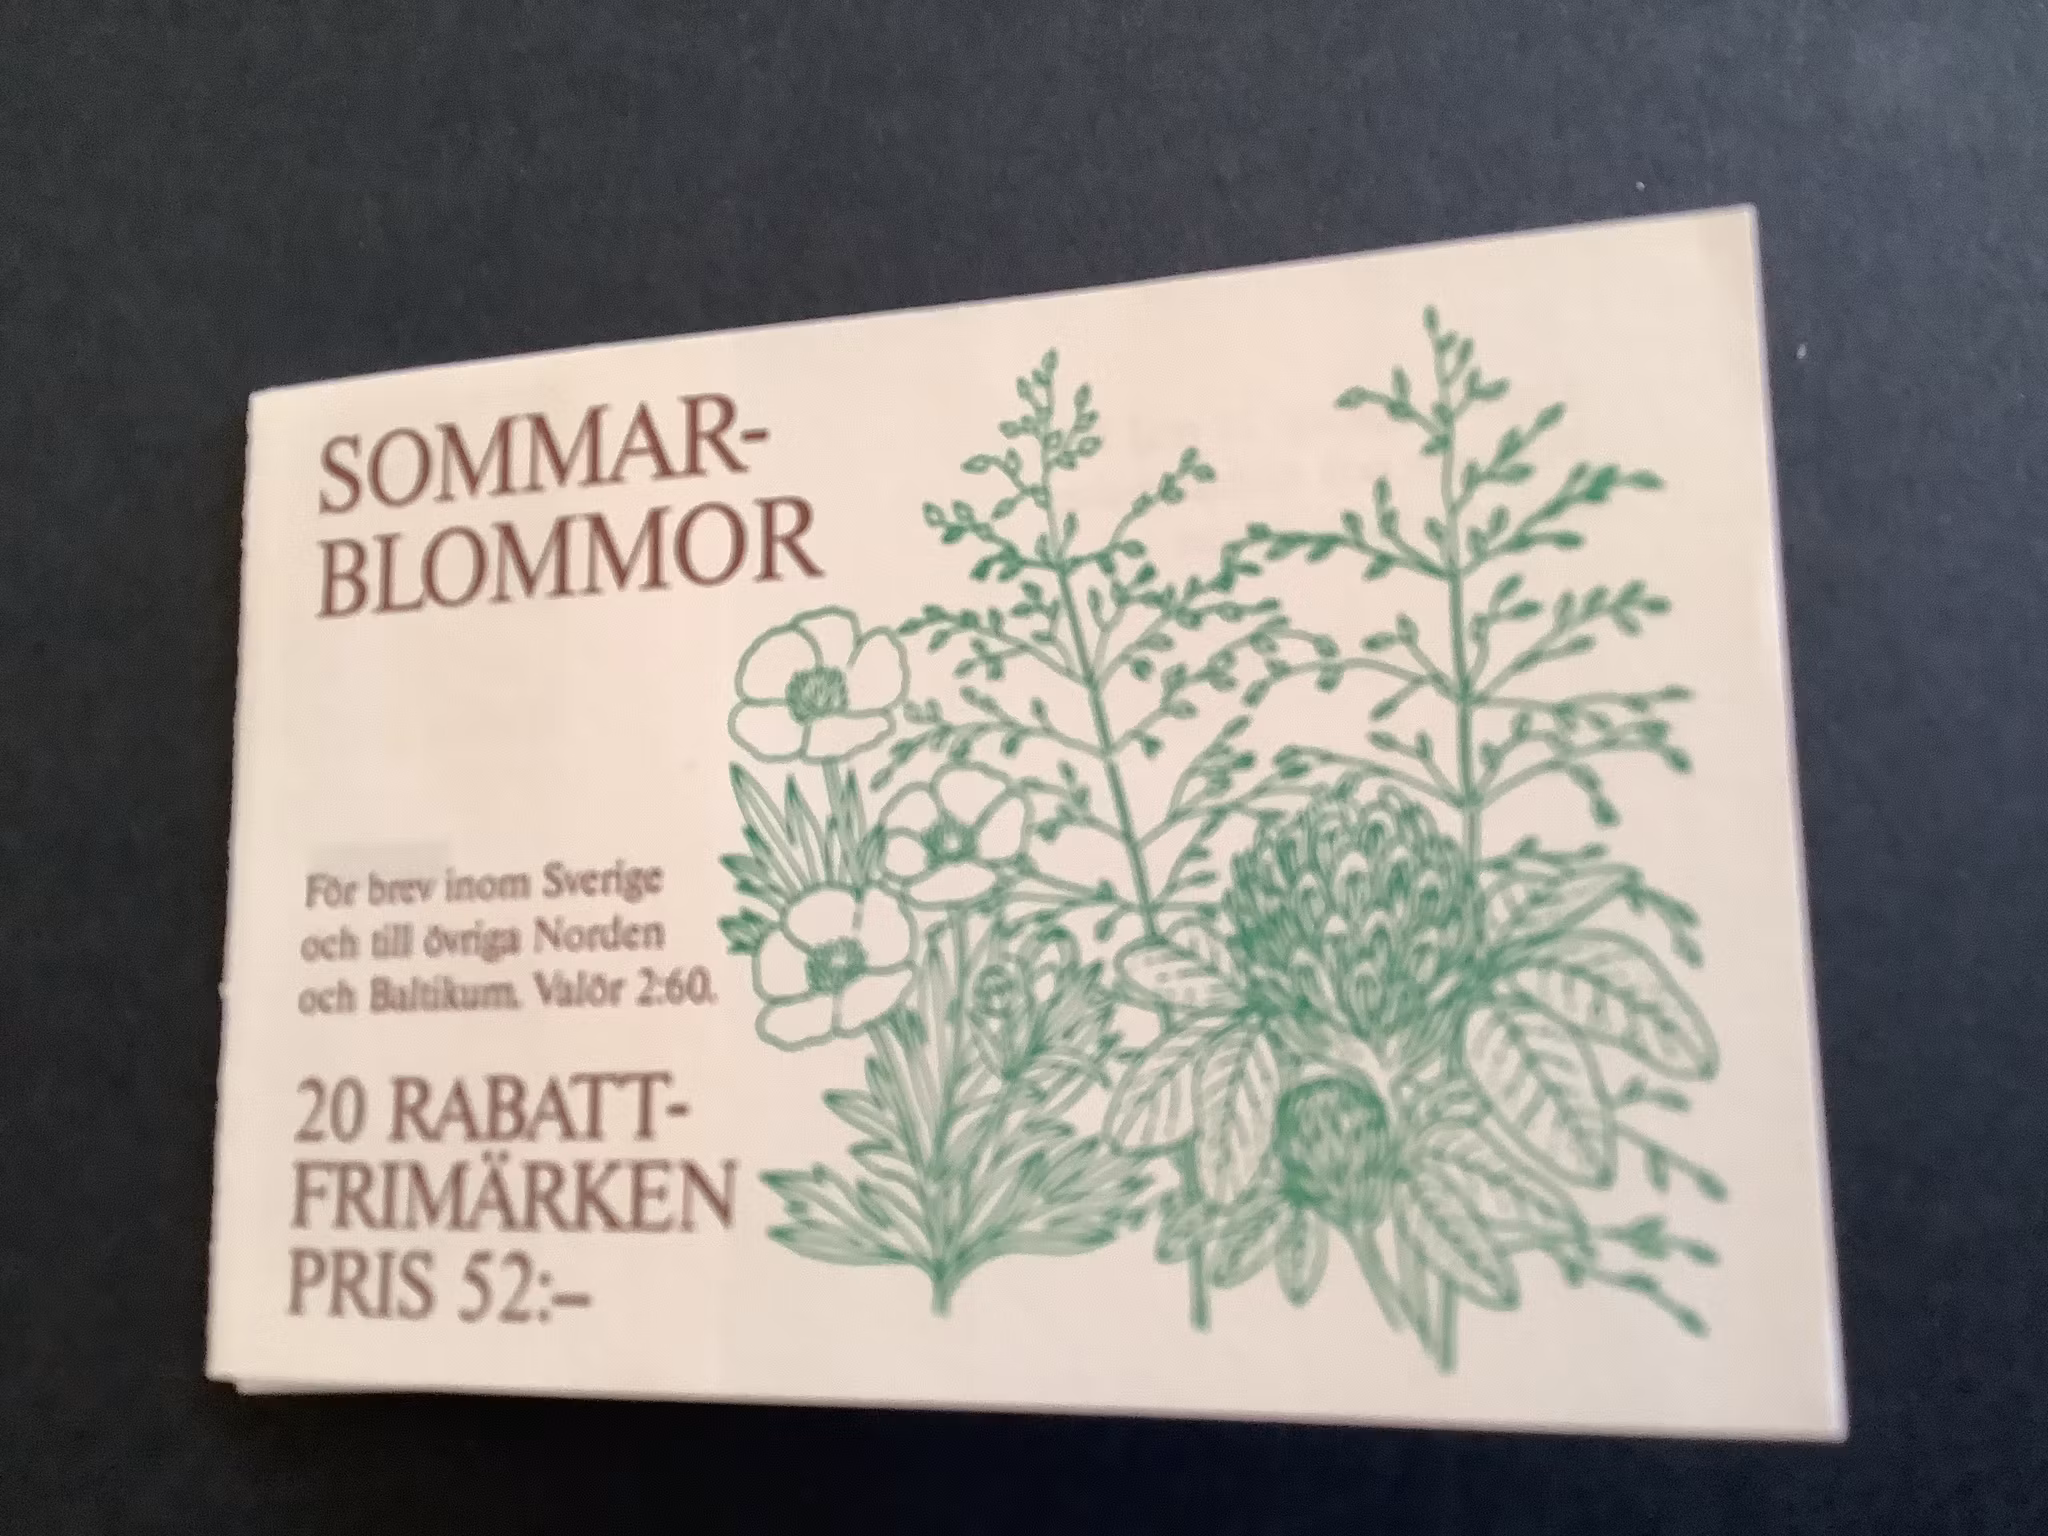 SOMMAR-
BLOMMOR
För brev inom Sverige
och till övriga Norden
och Baltikum. Valör 2:60.
20 RABATT-
FRIMÄRKEN
PRIS 52:–